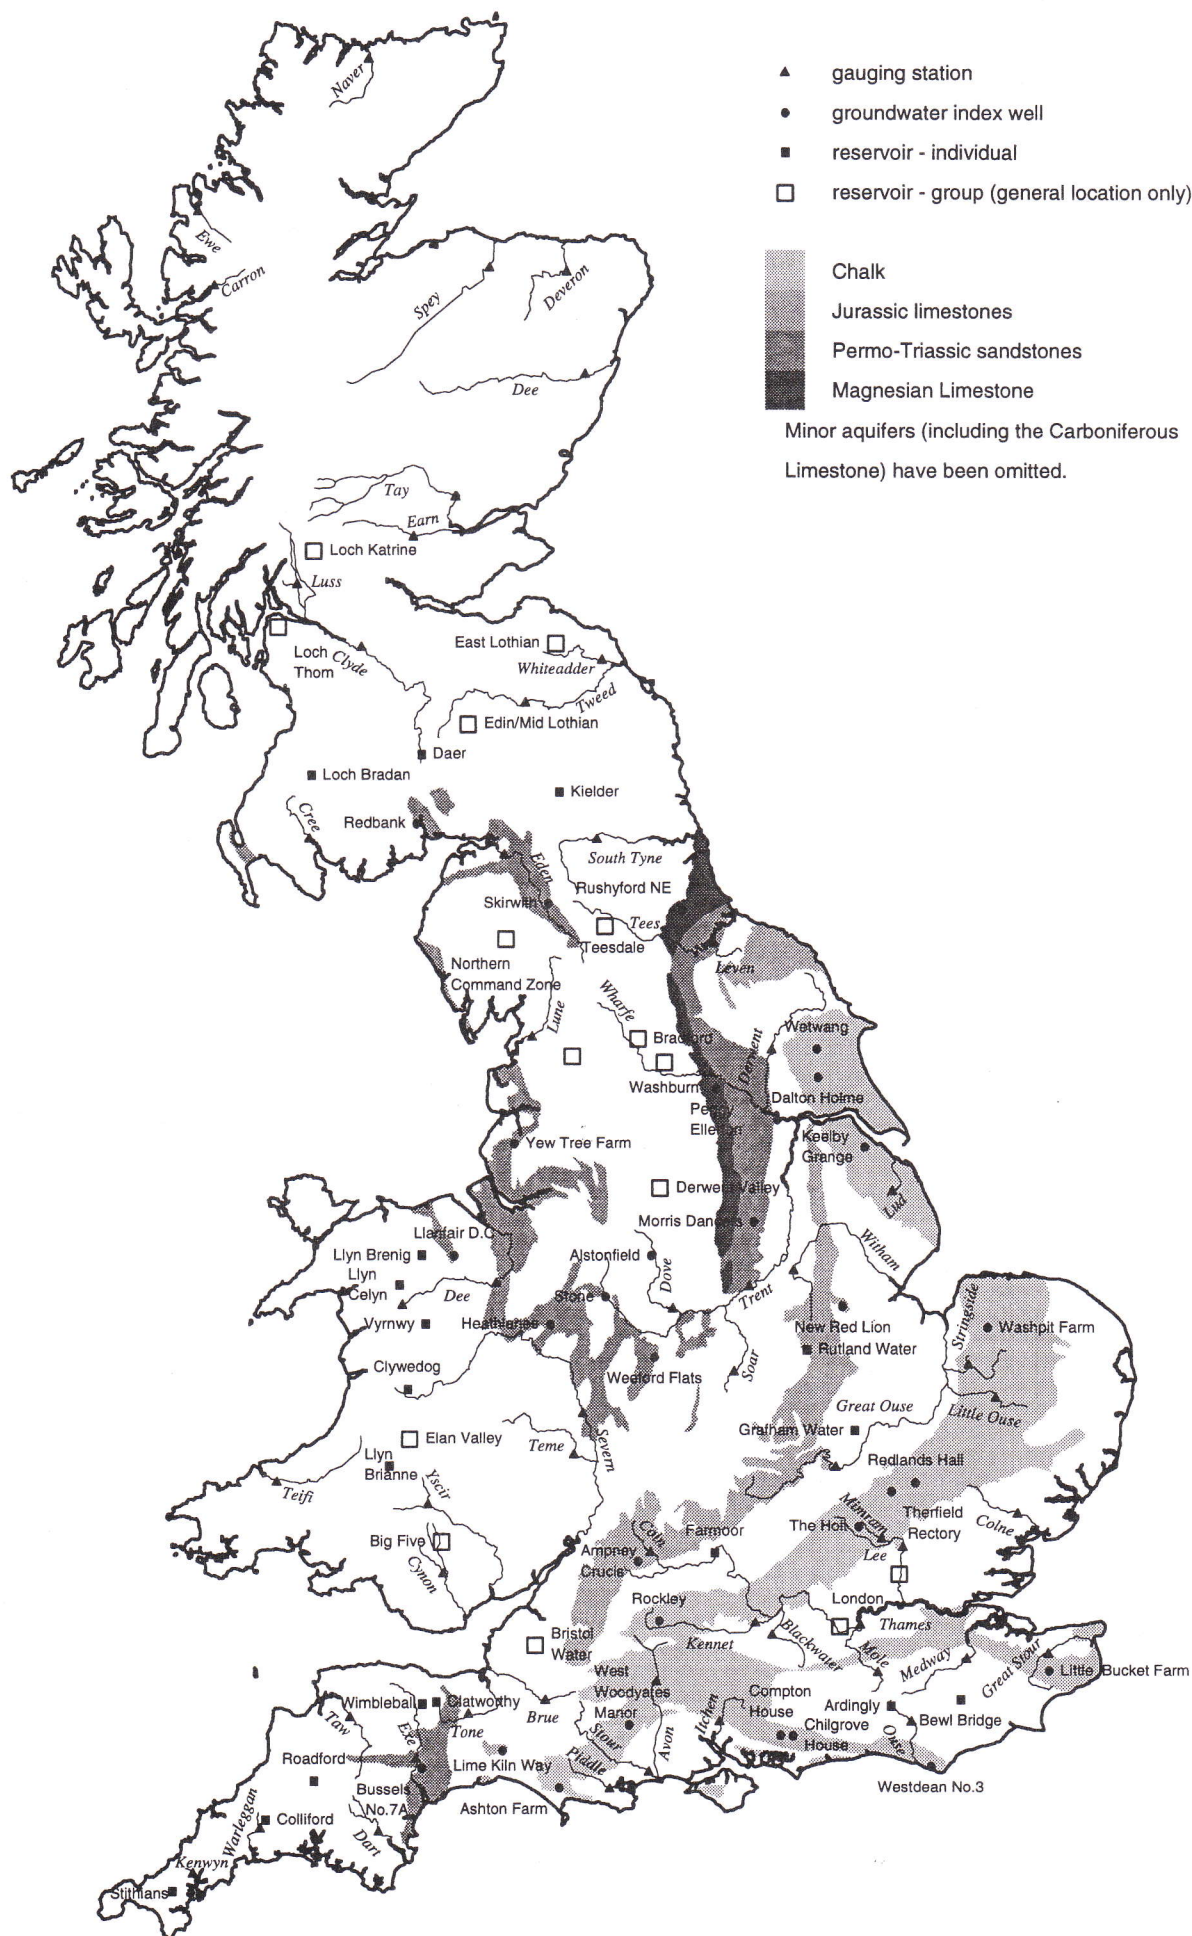 gauging station
groundwater index well
reservoir - individual
reservoir - group (general location only)
Chalk
Jurassic limestones
Permo-Triassic sandstones
Magnesian Limestone
Minor aquifers (including the Carboniferous
Limestone) have been omitted.
Naver
Ewe
Carron
Spey
Deveron
Dee
Tay
Earn
Loch Katrine
Luss
Loch
Thom
Clyde
East Lothian
Whiteadder
Tweed
Edin/Mid Lothian
Daer
Loch Bradan
Kielder
Cree
Redbank
South Tyne
Eden
Rushyford NE
Skirwith
Tees
Teesdale
Leven
Northern
Command Zone
Lune
Wharfe
Bradford
Wetwang
Derwent
Washburn
Dalton Holme
Peggy
Ellerton
Keelby
Grange
Yew Tree Farm
Derwent Valley
Lud
Morris Dancers
Llanfair D.C
Witham
Llyn Brenig
Alstonfield
Llyn
Celyn
Dee
Dove
Stone
Trent
Stringside
Vyrnwy
Heathlanes
New Red Lion
Washpit Farm
Rutland Water
Clywedog
Weeford Flats
Soar
Great Ouse
Little Ouse
Grafham Water
Elan Valley
Teme
Severn
Llyn
Brianne
Redlands Hall
Teifi
Yscir
Mimram
Therfield
Rectory
The Holt
Colne
Coln
Farmoor
Big Five
Ampney
Crucis
Lee
Cynon
Rockley
London
Thames
Bristol
Water
Kennet
Blackwater
Mole
Medway
Great Stour
Little Bucket Farm
West
Woodyates
Manor
Compton
House
Ardingly
Bewl Bridge
Wimbleball
Clatworthy
Taw
Exe
Tone
Brue
Stour
Avon
Itchen
Chilgrove
House
Ouse
Roadford
Lime Kiln Way
Piddle
Westdean No.3
Bussels
No.7A
Ashton Farm
Warleggan
Colliford
Dart
Kenwyn
Stithians